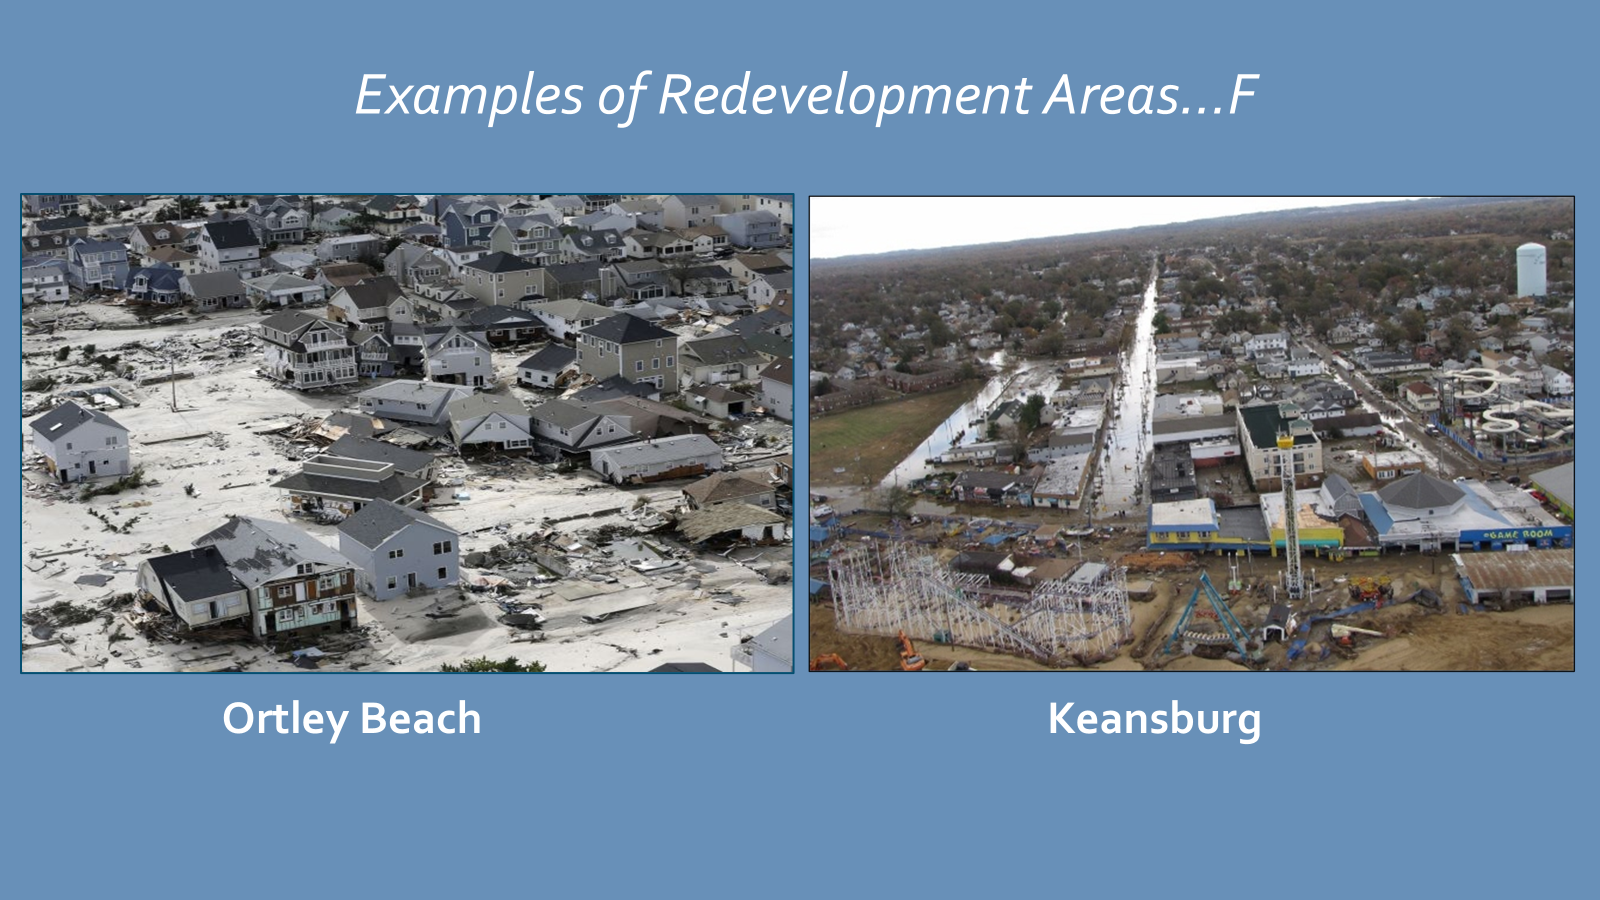 Examples of Redevelopment Areas...F
GAME ROOM
Ortley Beach
Keansburg